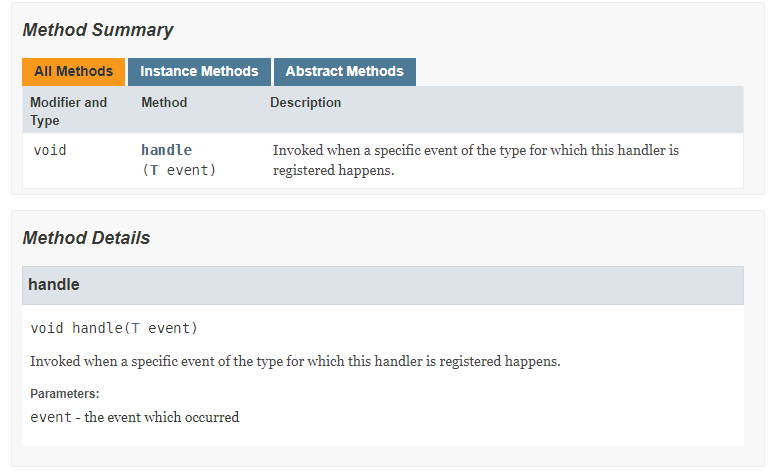 Method Summary
All Methods Instance Methods Abstract Methods
Modifier and Type Method Description
void handle (T event) Invoked when a specific event of the type for which this handler is
registered happens.
Method Details
handle
void handle(T event)
Invoked when a specific event of the type for which this handler is registered happens.
Parameters:
event - the event which occurred